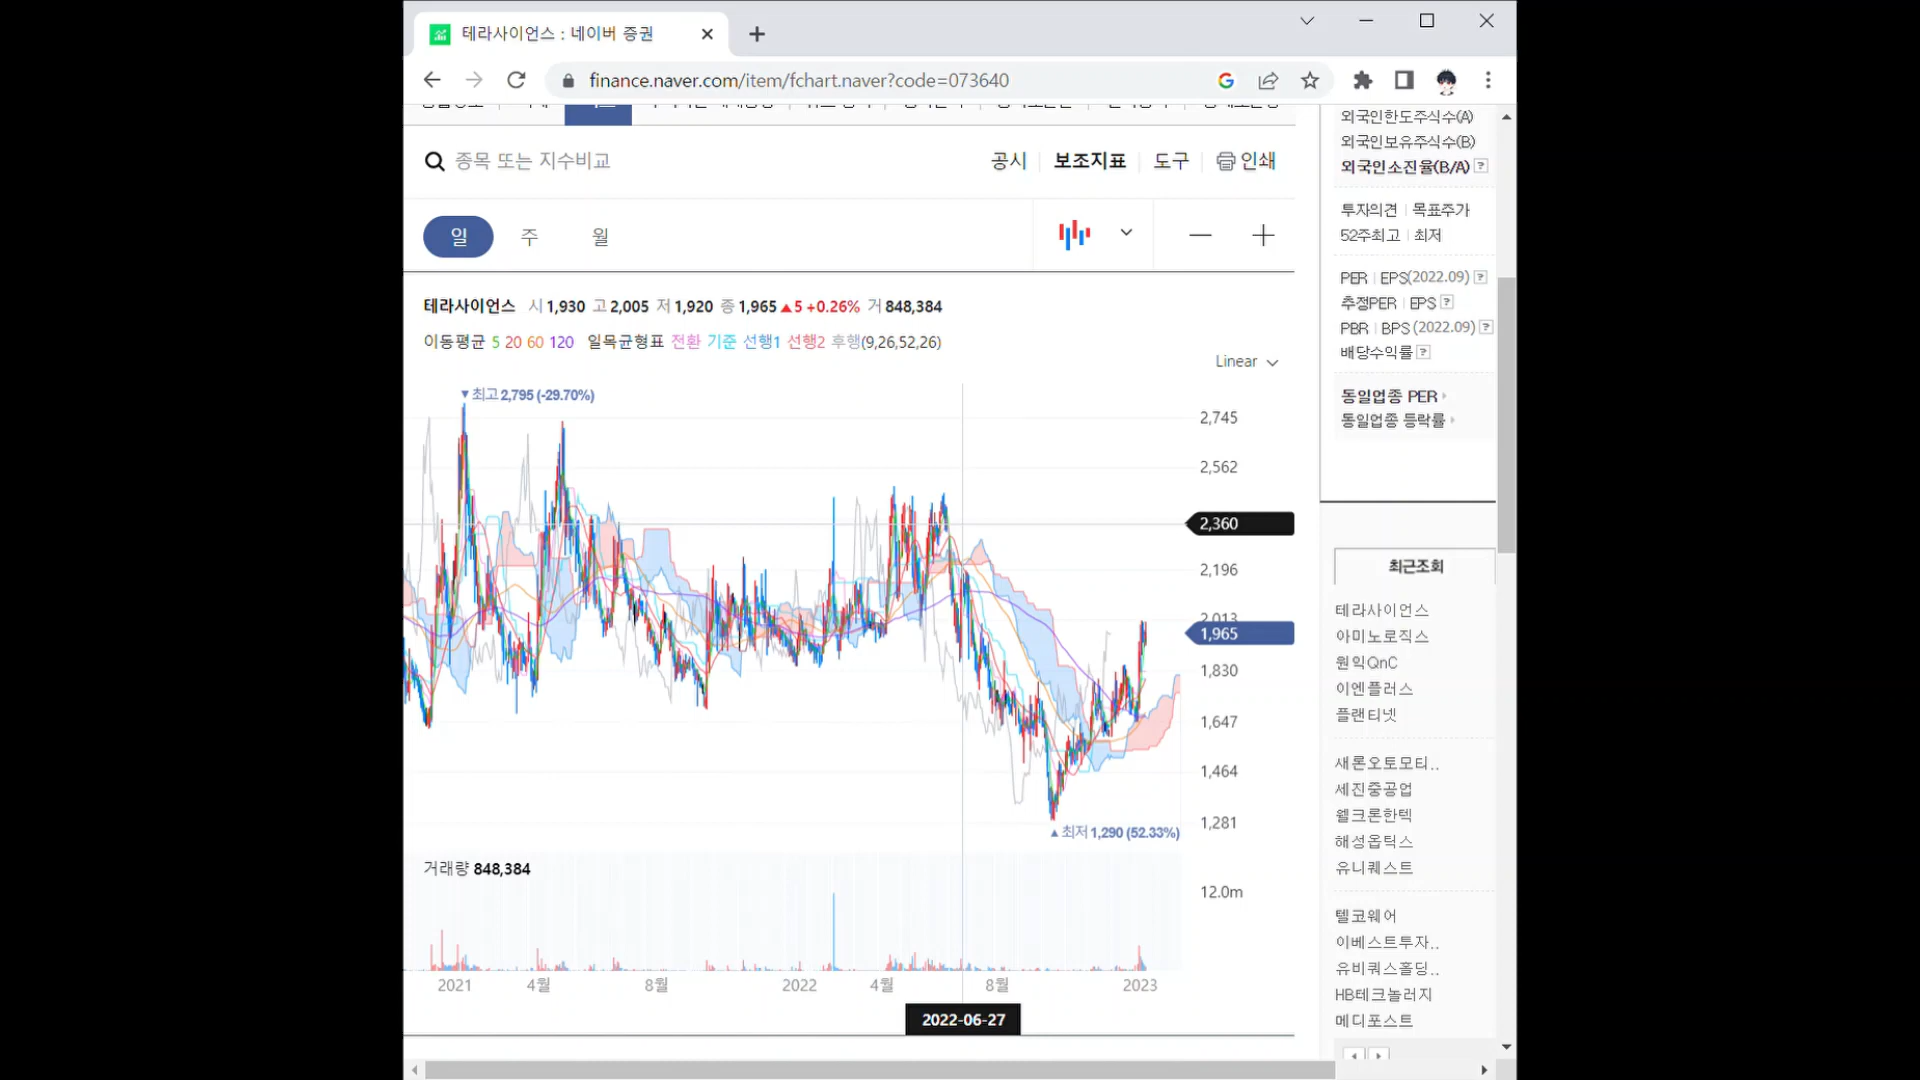 테라사이언스 : 네이버 증권
finance.naver.com/item/fchart.naver?code=073640
종목 또는 지수비교
공시 보조지표 도구 인쇄
일 주 월
테라사이언스 시 1,930 고 2,005 저 1,920 종 1,965 ▲5 +0.26% 거 848,384
이동평균 5 20 60 120 일목균형표 전환 기준 선행1 선행2 후행(9,26,52,26)
Linear
▼최고 2,795 (-29.70%)
2,745
2,562
2,360
2,196
2,013
1,965
1,830
1,647
1,464
1,281
▲최저 1,290 (52.33%)
거래량 848,384
12.0m
2021 4월 8월 2022 4월 8월 2023
2022-06-27
외국인한도주식수(A)
외국인보유주식수(B)
외국인소진율(B/A) ?
투자의견 | 목표주가
52주최고 | 최저
PER | EPS(2022.09) ?
추정PER | EPS ?
PBR | BPS (2022.09) ?
배당수익률 ?
동일업종 PER
동일업종 등락률
최근조회
테라사이언스
아미노로직스
원익QnC
이엔플러스
플랜티넷
새론오토모티..
세진중공업
웰크론한텍
해성옵틱스
유니퀘스트
텔코웨어
이베스트투자..
유비쿼스홀딩..
HB테크놀러지
메디포스트